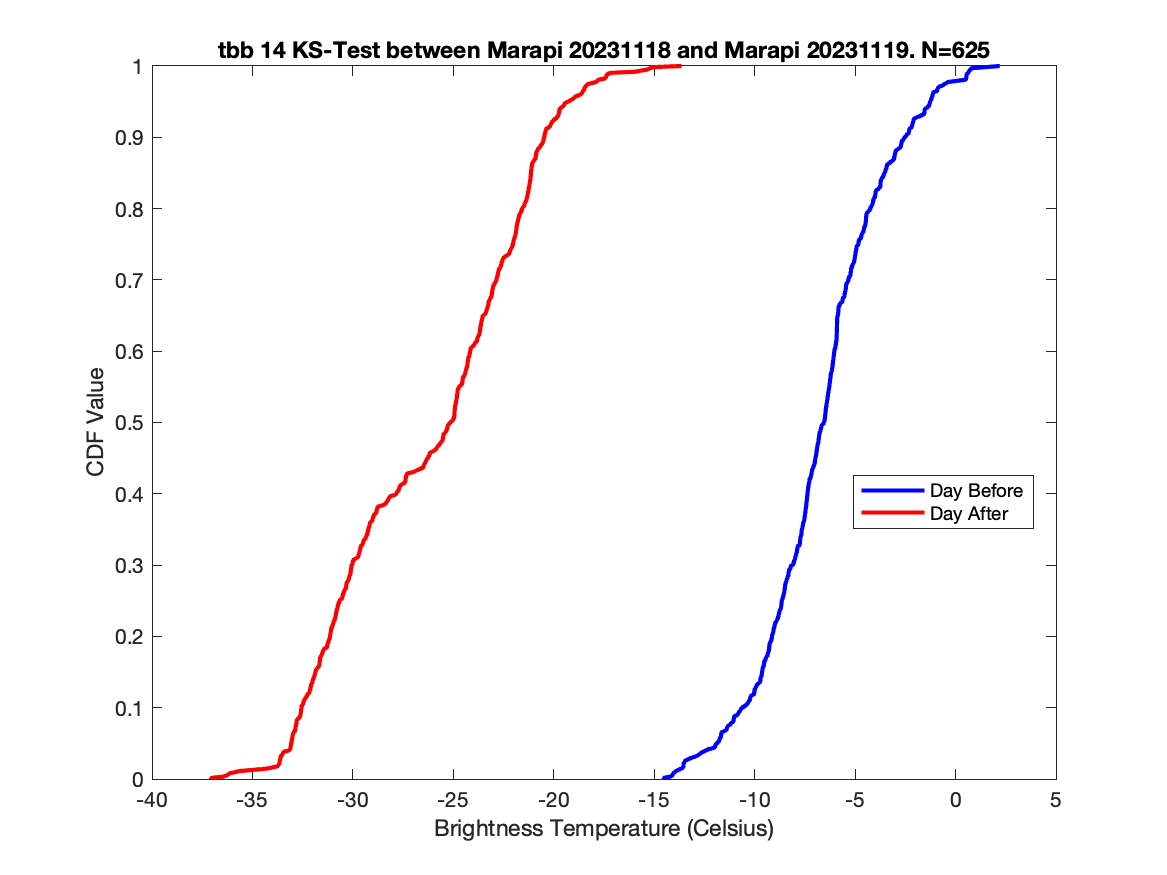 tbb 14 KS-Test between Marapi 20231118 and Marapi 20231119. N=625
1
0.9
0.8
0.7
0.6
0.5
0.4
0.3
0.2
0.1
0
CDF Value
Day Before
Day After
-40 -35 -30 -25 -20 -15 -10 -5 0 5
Brightness Temperature (Celsius)